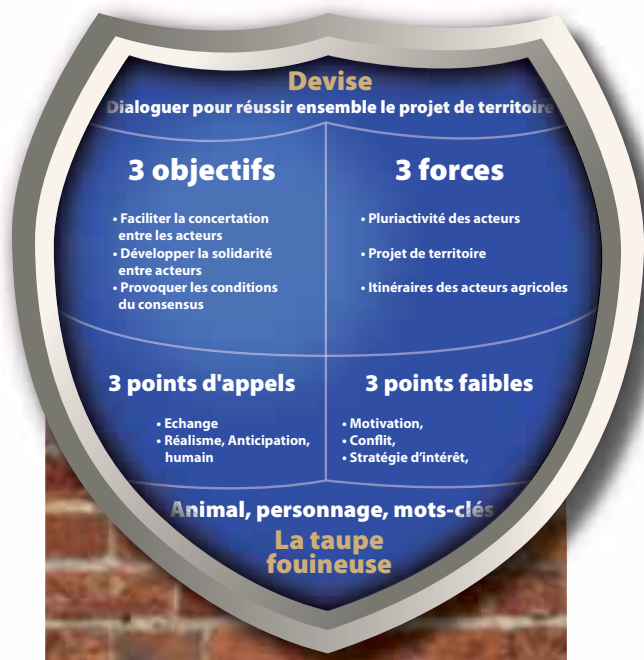 Devise
Dialoguer pour réussir ensemble le projet de territoire
3 objectifs
• Faciliter la concertation
entre les acteurs
• Développer la solidarité
entre acteurs
• Provoquer les conditions
du consensus
3 forces
• Pluriactivité des acteurs
• Projet de territoire
• Itinéraires des acteurs agricoles
3 points d'appels
• Echange
• Réalisme, Anticipation,
humain
3 points faibles
• Motivation,
• Conflit,
• Stratégie d'intérêt,
Animal, personnage, mots-clés
La taupe
fouineuse